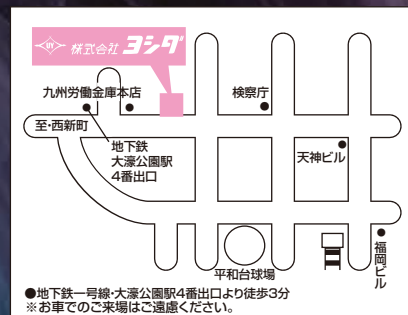 UY 株式会社 ヨシダ
九州労働金庫本店
検察庁
至・西新町
地下鉄
大濠公園駅
4番出口
天神ビル
福岡ビル
平和台球場
●地下鉄一号線・大濠公園駅4番出口より徒歩3分
※お車でのご来場はご遠慮ください。